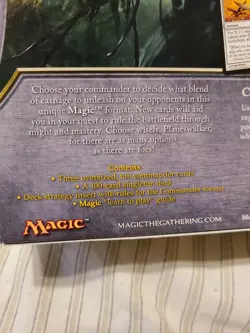 Choose your commander to decide what blend
of carnage to unleash on your opponents in this
unique Magic™ format. New cards will aid
you in your quest to rule the battlefield through
might and mastery. Choose wisely, Planeswalker,
for there are as many options
as there are foes!
Contents
• Three oversized, foil commander cards
• A 100-card singleton deck
• Deck strategy insert with rules for the Commander format
• Magic "learn to play" guide
MAGIC™
MAGICTHEGATHERING.COM